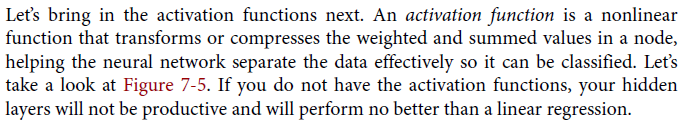 Let's bring in the activation functions next. An activation function is a nonlinear
function that transforms or compresses the weighted and summed values in a node,
helping the neural network separate the data effectively so it can be classified. Let's
take a look at Figure 7-5. If you do not have the activation functions, your hidden
layers will not be productive and will perform no better than a linear regression.